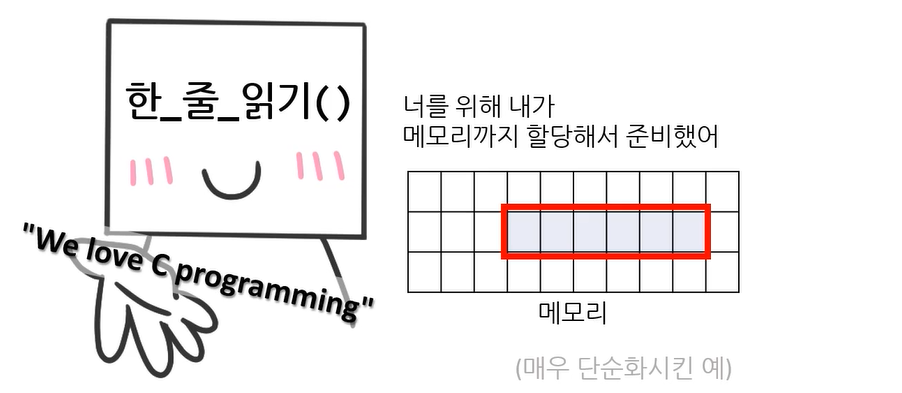 한_줄_읽기()
"We love C programming"
너를 위해 내가
메모리까지 할당해서 준비했어
메모리
(매우 단순화시킨 예)